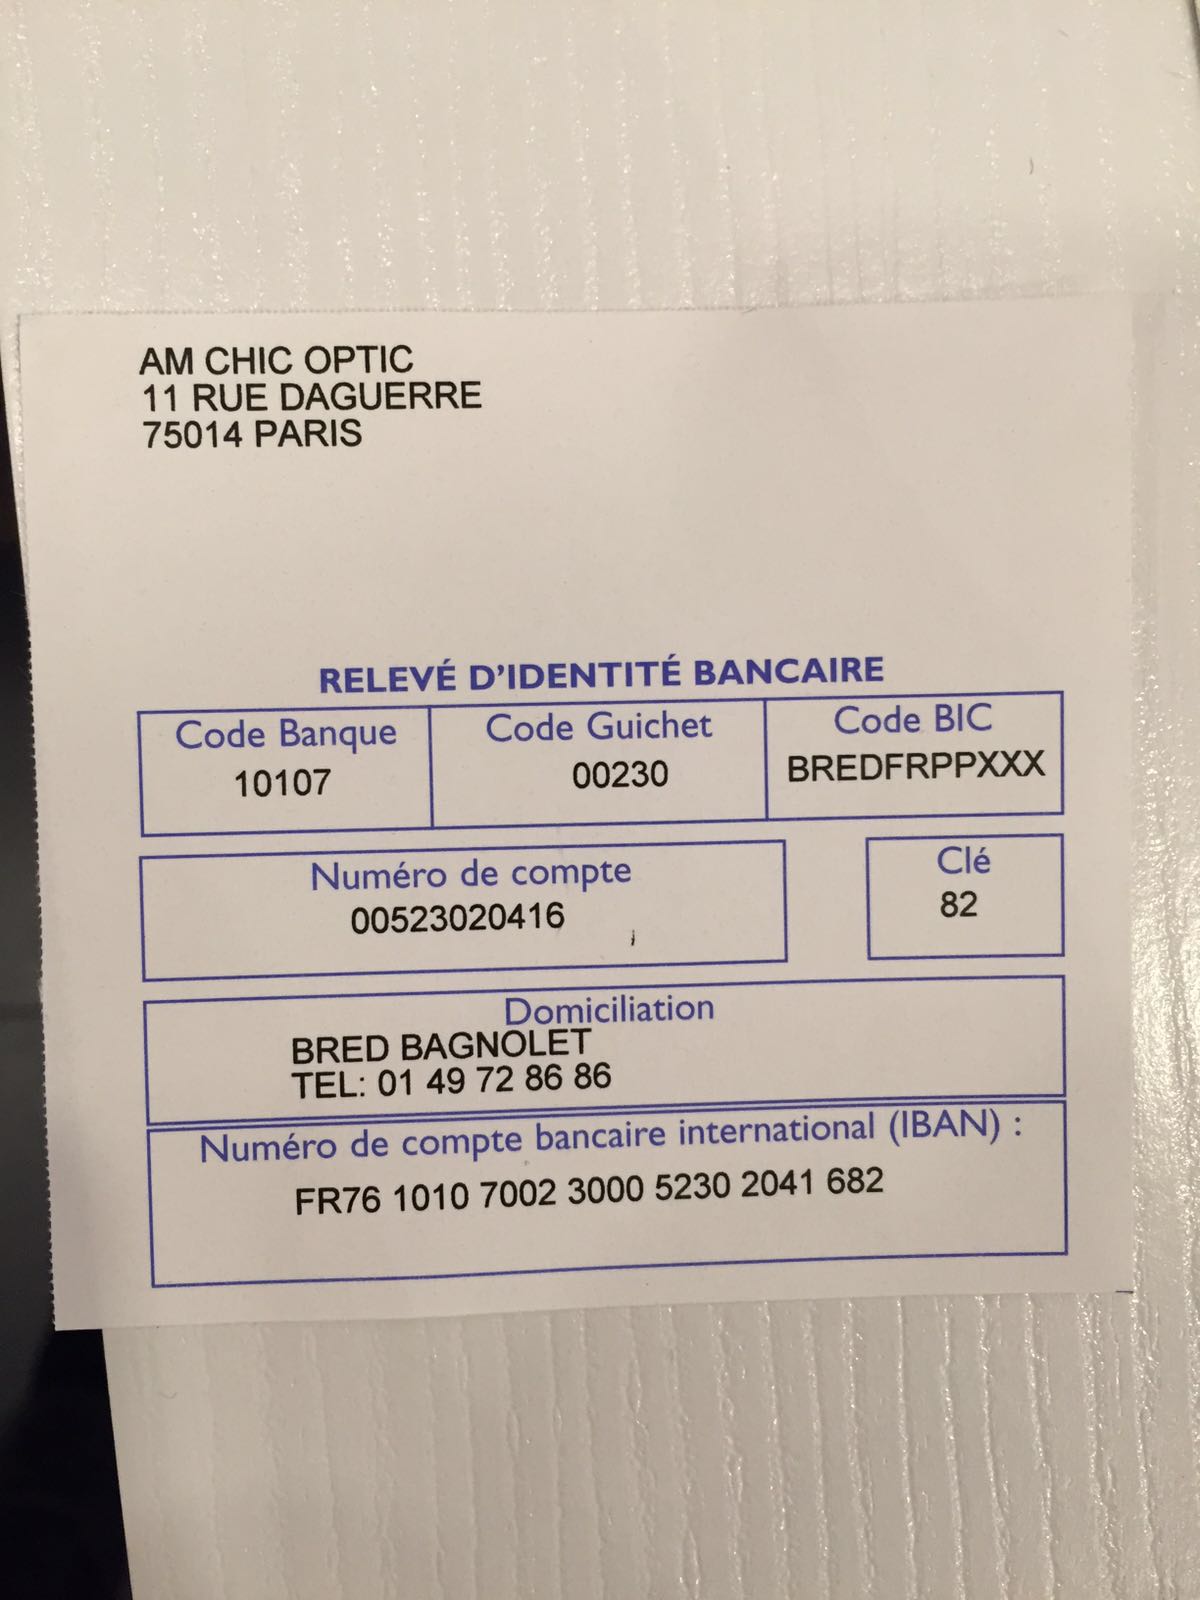 AM CHIC OPTIC
11 RUE DAGUERRE
75014 PARIS
RELEVÉ D'IDENTITÉ BANCAIRE
Code Banque Code Guichet Code BIC
10107 00230 BREDFRPPXXX
Numéro de compte Clé
00523020416 82
Domiciliation
BRED BAGNOLET
TEL: 01 49 72 86 86
Numéro de compte bancaire international (IBAN) :
FR76 1010 7002 3000 5230 2041 682